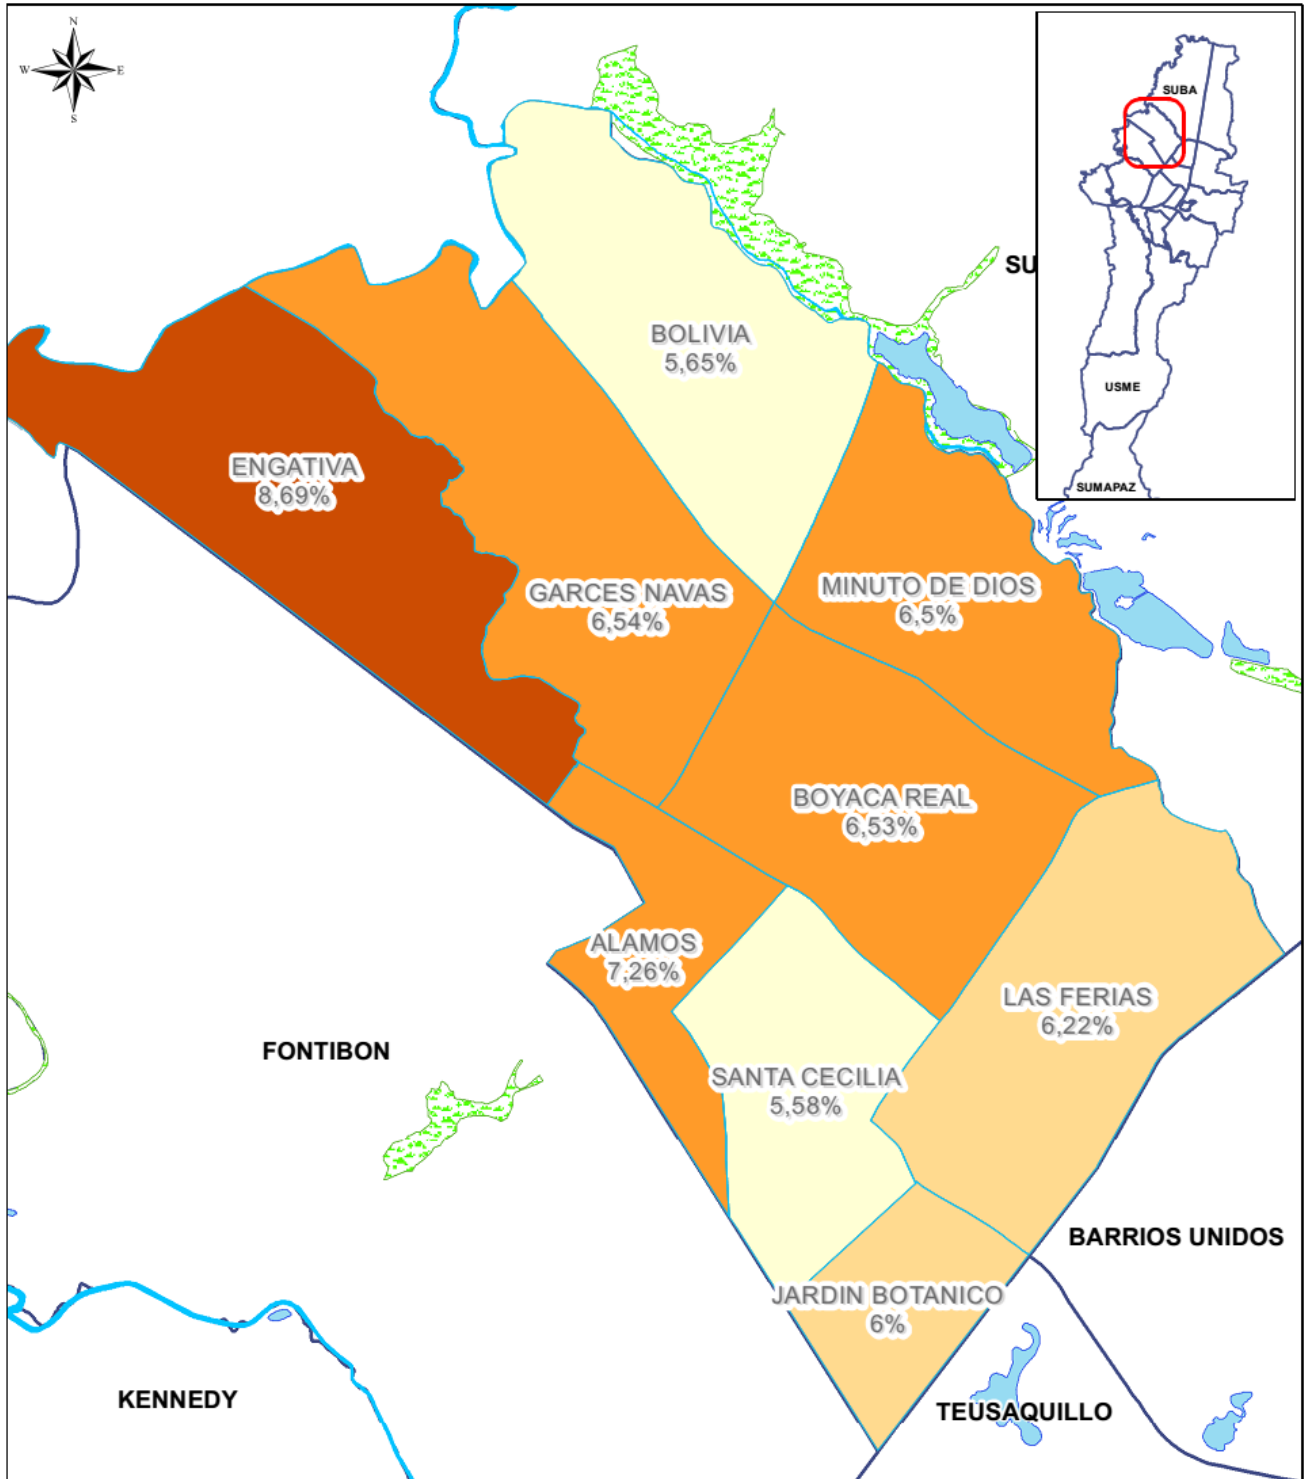 N
W
E
S
SUBA
SU
USME
SUMAPAZ
BOLIVIA
5,65%
ENGATIVA
8,69%
GARCES NAVAS
6,54%
MINUTO DE DIOS
6,5%
BOYACA REAL
6,53%
ALAMOS
7,26%
LAS FERIAS
6,22%
FONTIBON
SANTA CECILIA
5,58%
BARRIOS UNIDOS
JARDIN BOTANICO
6%
KENNEDY
TEUSAQUILLO